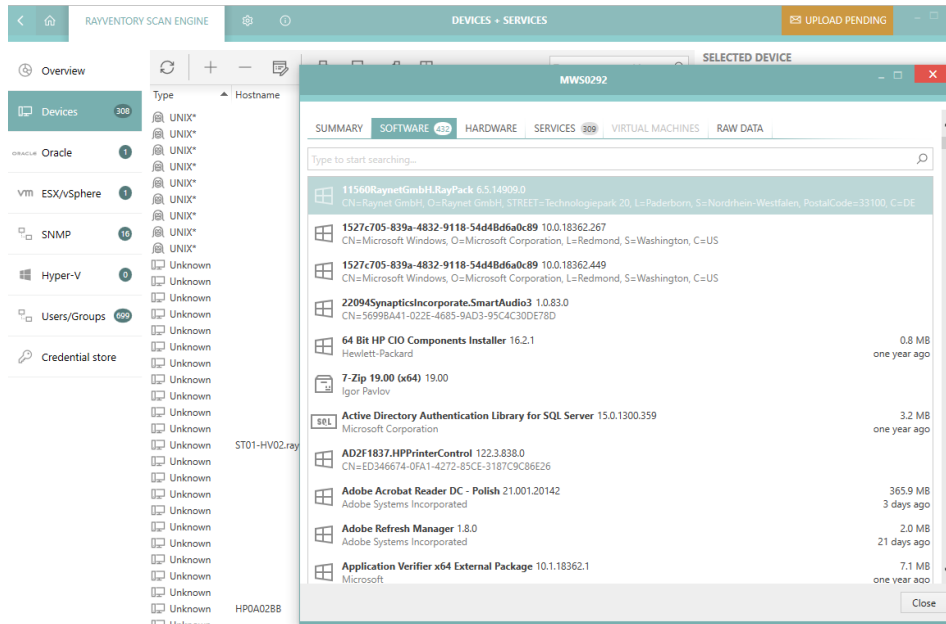 RAYVENTORY SCAN ENGINE
DEVICES + SERVICES
UPLOAD PENDING
Overview
Devices 308
ORACLE Oracle 1
vm ESX/vSphere 1
SNMP 16
Hyper-V 0
Users/Groups 699
Credential store
SELECTED DEVICE
Type Hostname
UNIX*
UNIX*
UNIX*
UNIX*
UNIX*
UNIX*
UNIX*
UNIX*
UNIX*
Unknown
Unknown
Unknown
Unknown
Unknown
Unknown
Unknown
Unknown
Unknown
Unknown
Unknown
Unknown ST01-HV02.ray
Unknown
Unknown
Unknown
Unknown
Unknown
Unknown
Unknown
Unknown
Unknown
Unknown HP0A02BB
Unknown
MWS0292
SUMMARY SOFTWARE 432 HARDWARE SERVICES 309 VIRTUAL MACHINES RAW DATA
Type to start searching...
11560RaynetGmbH.RayPack 6.5.14909.0
CN=Raynet GmbH, O=Raynet GmbH, STREET=Technologiepark 20, L=Paderborn, S=Nordrhein-Westfalen, PostalCode=33100, C=DE
1527c705-839a-4832-9118-54d4Bd6a0c89 10.0.18362.267
CN=Microsoft Windows, O=Microsoft Corporation, L=Redmond, S=Washington, C=US
1527c705-839a-4832-9118-54d4Bd6a0c89 10.0.18362.449
CN=Microsoft Windows, O=Microsoft Corporation, L=Redmond, S=Washington, C=US
22094SynapticsIncorporate.SmartAudio3 1.0.83.0
CN=5699BA41-022E-4685-9AD3-95C4C30DE78D
64 Bit HP CIO Components Installer 16.2.1 0.8 MB
Hewlett-Packard one year ago
7-Zip 19.00 (x64) 19.00
Igor Pavlov
SQL Active Directory Authentication Library for SQL Server 15.0.1300.359 3.2 MB
Microsoft Corporation one year ago
AD2F1837.HPPrinterControl 122.3.838.0
CN=ED346674-0FA1-4272-85CE-3187C9C86E26
Adobe Acrobat Reader DC - Polish 21.001.20142 365.9 MB
Adobe Systems Incorporated 3 days ago
Adobe Refresh Manager 1.8.0 2.0 MB
Adobe Systems Incorporated 21 days ago
Application Verifier x64 External Package 10.1.18362.1 7.1 MB
Microsoft one year ago
Close